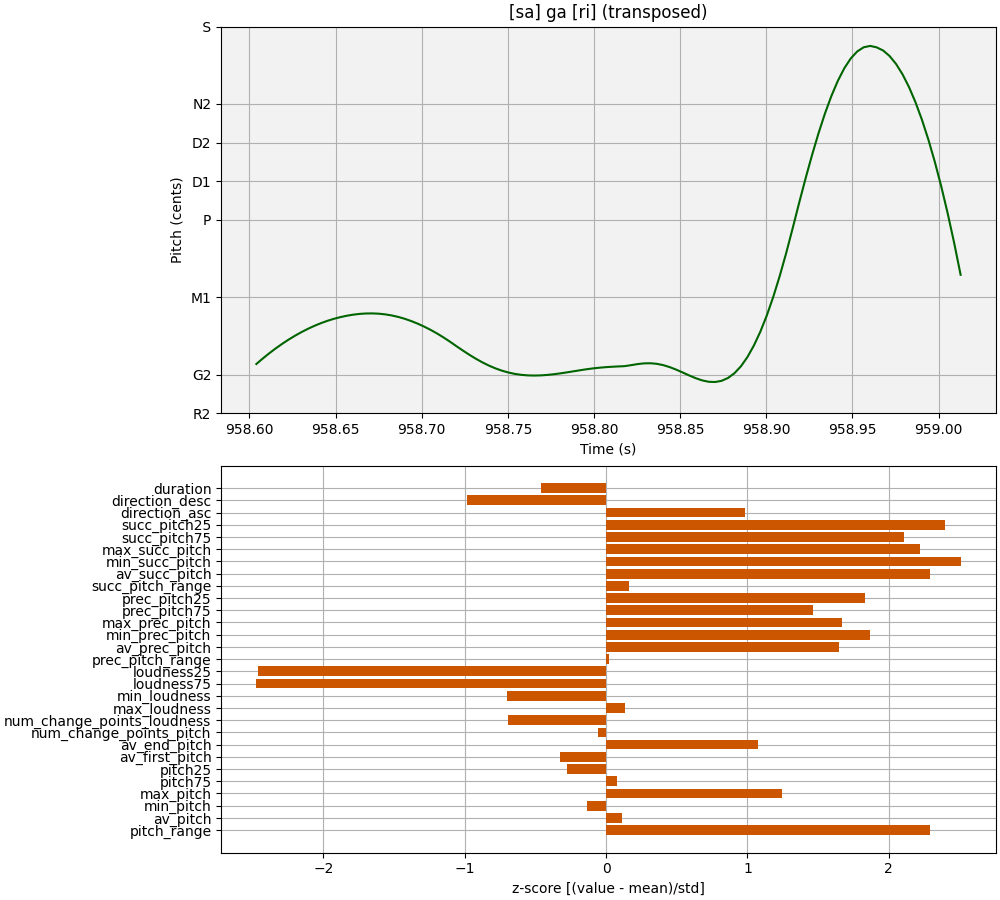 [sa] ga [ri] (transposed)
S
N2
D2
D1
P
M1
G2
R2
Pitch (cents)
958.60 958.65 958.70 958.75 958.80 958.85 958.90 958.95 959.00
Time (s)
duration
direction_desc
direction_asc
succ_pitch25
succ_pitch75
max_succ_pitch
min_succ_pitch
av_succ_pitch
succ_pitch_range
prec_pitch25
prec_pitch75
max_prec_pitch
min_prec_pitch
av_prec_pitch
prec_pitch_range
loudness25
loudness75
min_loudness
max_loudness
num_change_points_loudness
num_change_points_pitch
av_end_pitch
av_first_pitch
pitch25
pitch75
max_pitch
min_pitch
av_pitch
pitch_range
−2 −1 0 1 2
z-score [(value - mean)/std]